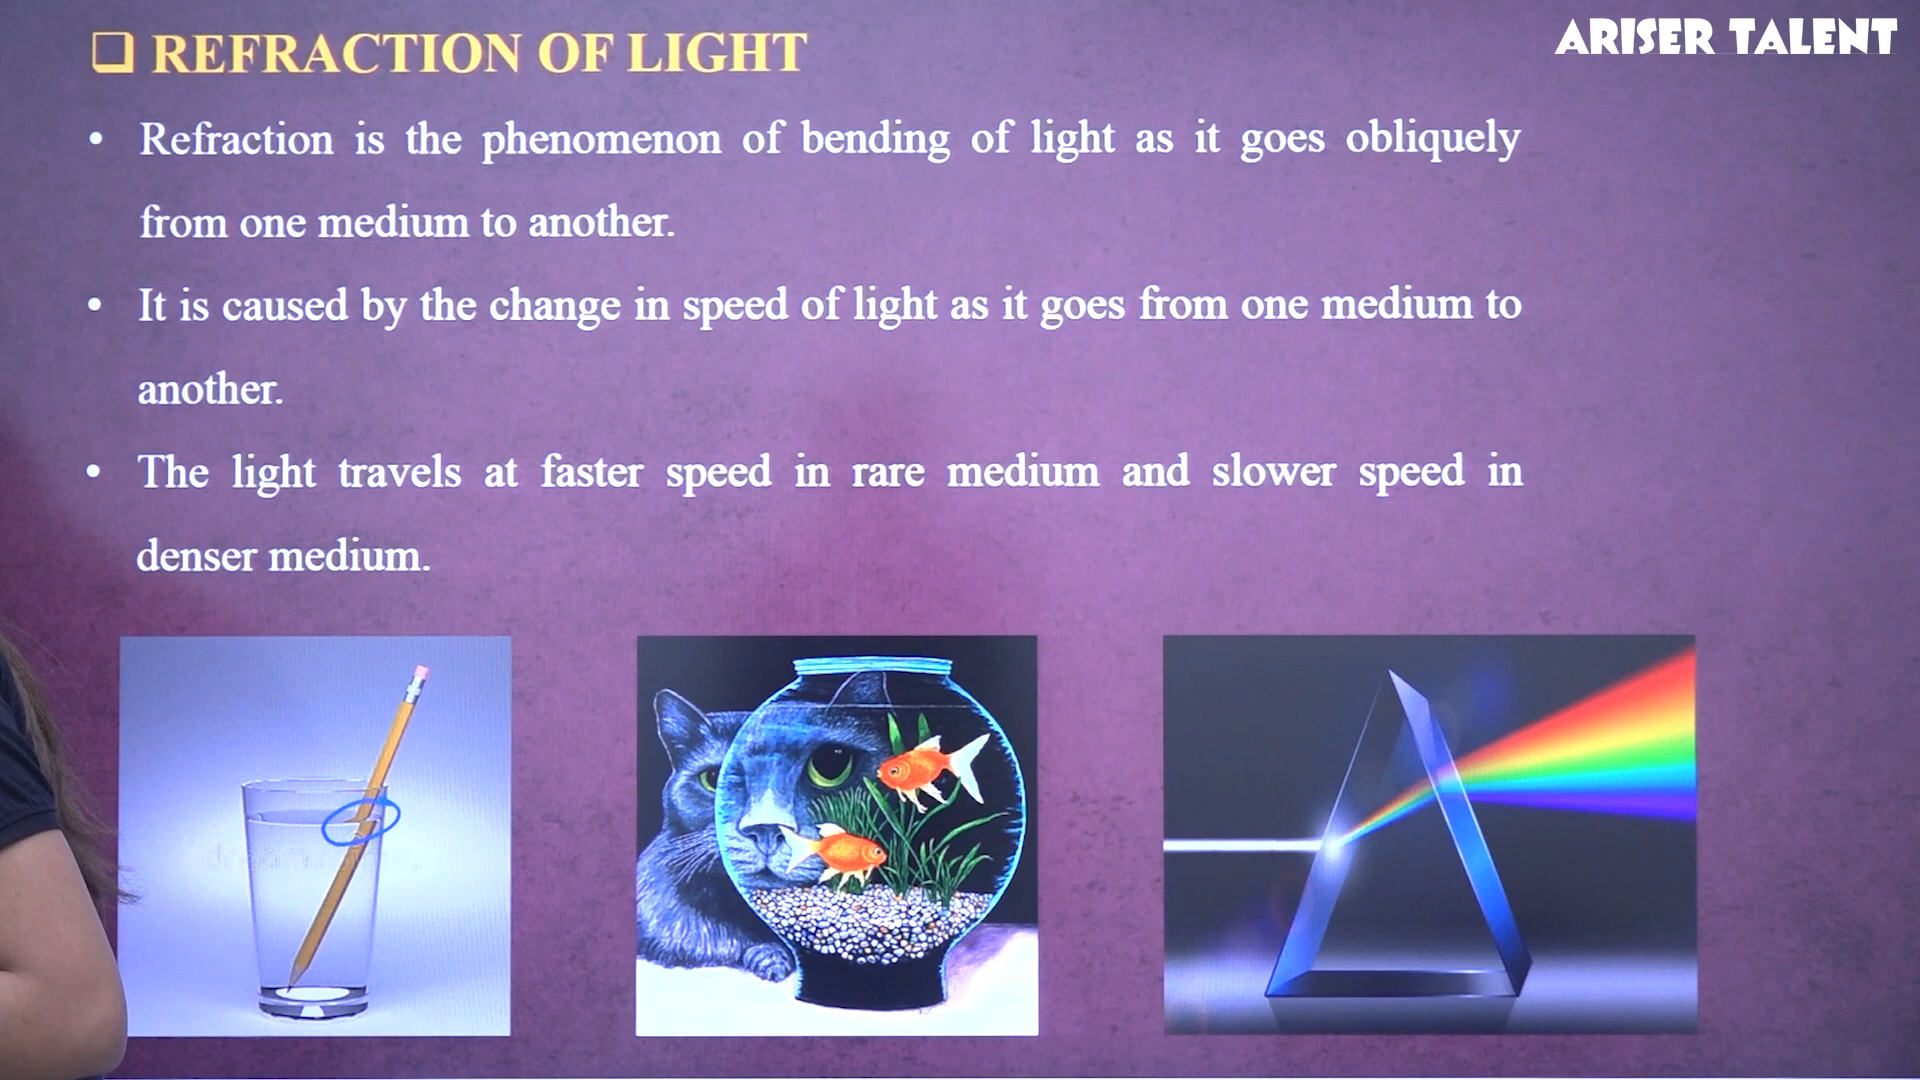 ARISER TALENT
❑ REFRACTION OF LIGHT
• Refraction is the phenomenon of bending of light as it goes obliquely
from one medium to another.
• It is caused by the change in speed of light as it goes from one medium to
another.
• The light travels at faster speed in rare medium and slower speed in
denser medium.